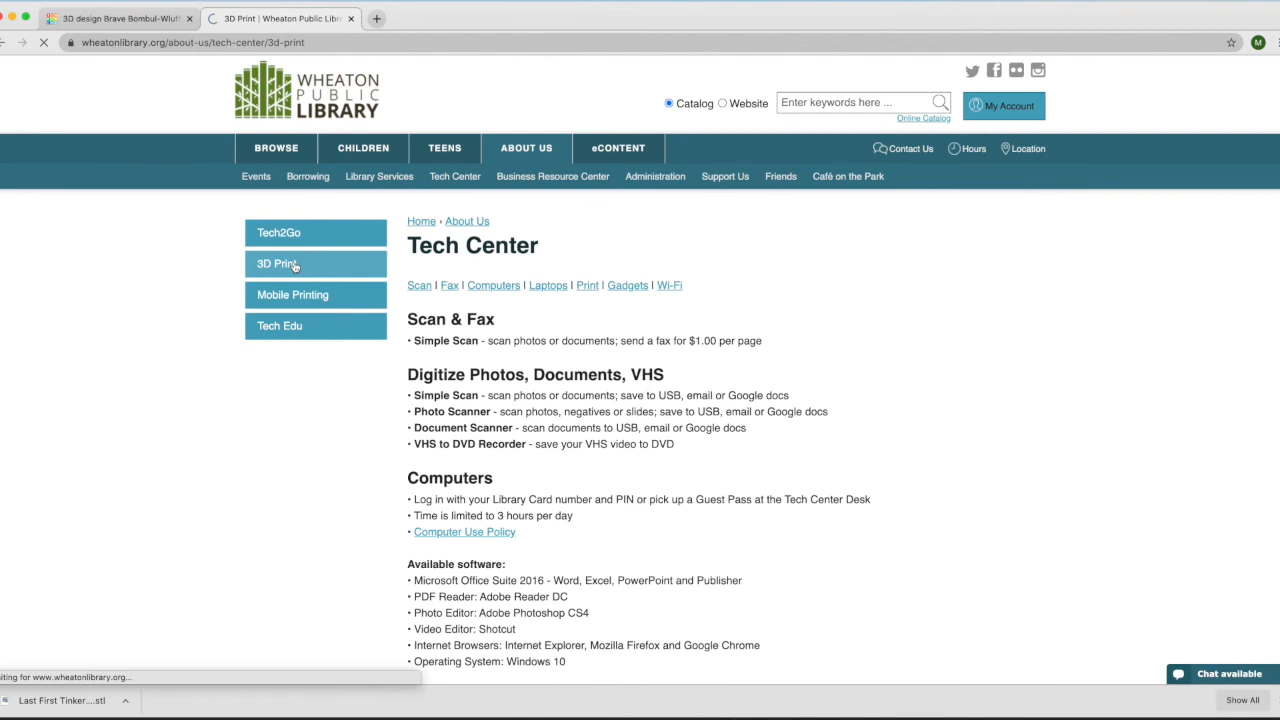 3D design Brave Bombul-Wluff
3D Print | Wheaton Public Libra
wheatonlibrary.org/about-us/tech-center/3d-print
M
WHEATON
PUBLIC
LIBRARY
Catalog
Website
Enter keywords here ...
My Account
Online Catalog
BROWSE
CHILDREN
TEENS
ABOUT US
eCONTENT
Contact Us
Hours
Location
Events
Borrowing
Library Services
Tech Center
Business Resource Center
Administration
Support Us
Friends
Café on the Park
Tech2Go
3D Print
Mobile Printing
Tech Edu
Home › About Us
Tech Center
Scan | Fax | Computers | Laptops | Print | Gadgets | Wi-Fi
Scan & Fax
• Simple Scan - scan photos or documents; send a fax for $1.00 per page
Digitize Photos, Documents, VHS
• Simple Scan - scan photos or documents; save to USB, email or Google docs
• Photo Scanner - scan photos, negatives or slides; save to USB, email or Google docs
• Document Scanner - scan documents to USB, email or Google docs
• VHS to DVD Recorder - save your VHS video to DVD
Computers
• Log in with your Library Card number and PIN or pick up a Guest Pass at the Tech Center Desk
• Time is limited to 3 hours per day
• Computer Use Policy
Available software:
• Microsoft Office Suite 2016 - Word, Excel, PowerPoint and Publisher
• PDF Reader: Adobe Reader DC
• Photo Editor: Adobe Photoshop CS4
• Video Editor: Shotcut
• Internet Browsers: Internet Explorer, Mozilla Firefox and Google Chrome
• Operating System: Windows 10
iting for www.wheatonlibrary.org...
Chat available
Last First Tinker....stl
Show All